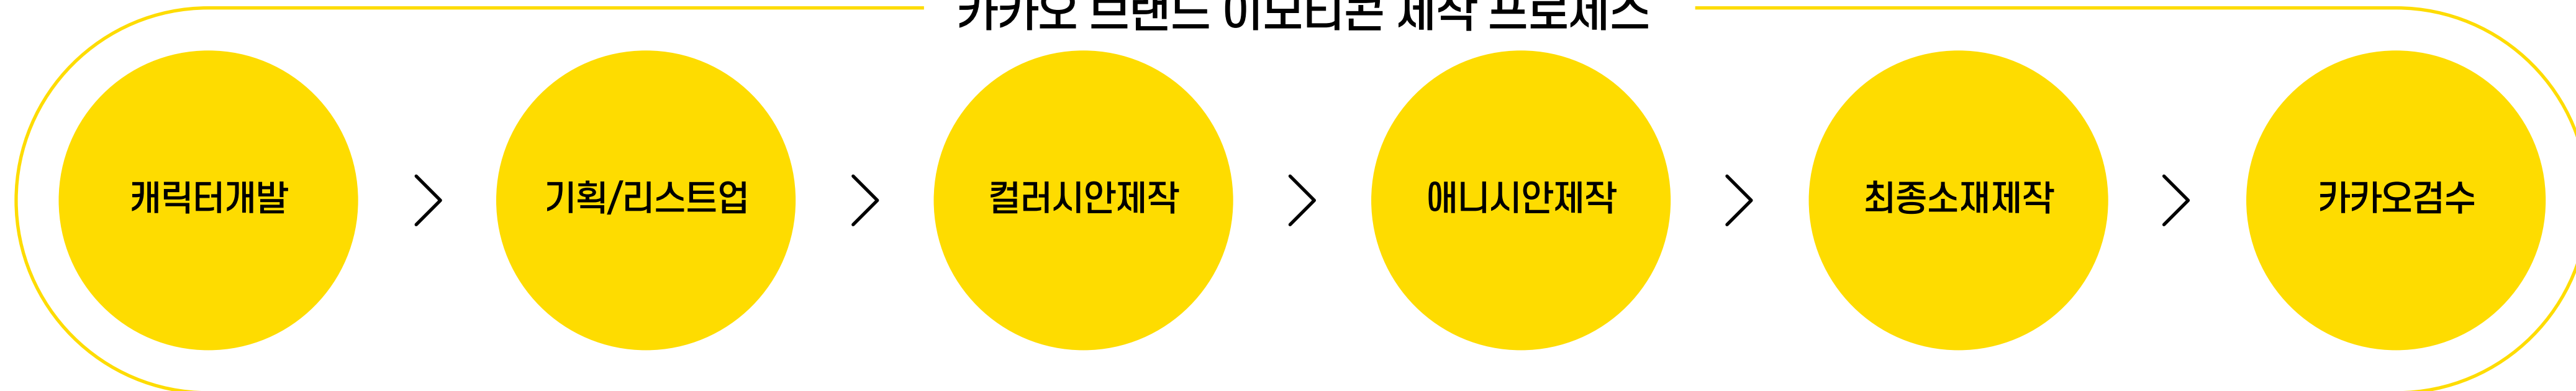 카카오 브랜드 이모티콘 제작 프로세스
캐릭터개발
기획/리스트업
컬러시안제작
애니시안제작
최종소재제작
카카오검수